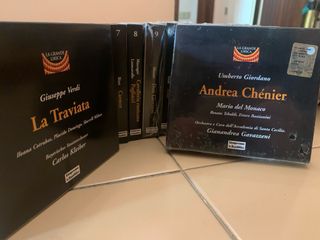 LA GRANDE
LIRICA
Giuseppe Verdi
La Traviata
Ileana Cotrubas, Placido Domingo, Sherrill Milnes
Carlos Kleiber
7
8
9
Bizet
Carmen
LA GRANDE
LIRICA
Umberto Giordano
Andrea Chénier
Mario del Monaco
Renata Tebaldi, Ettore Bastianini
Orchestra e Coro dell'Accademia di Santa Cecilia
Gianandrea Gavazzeni